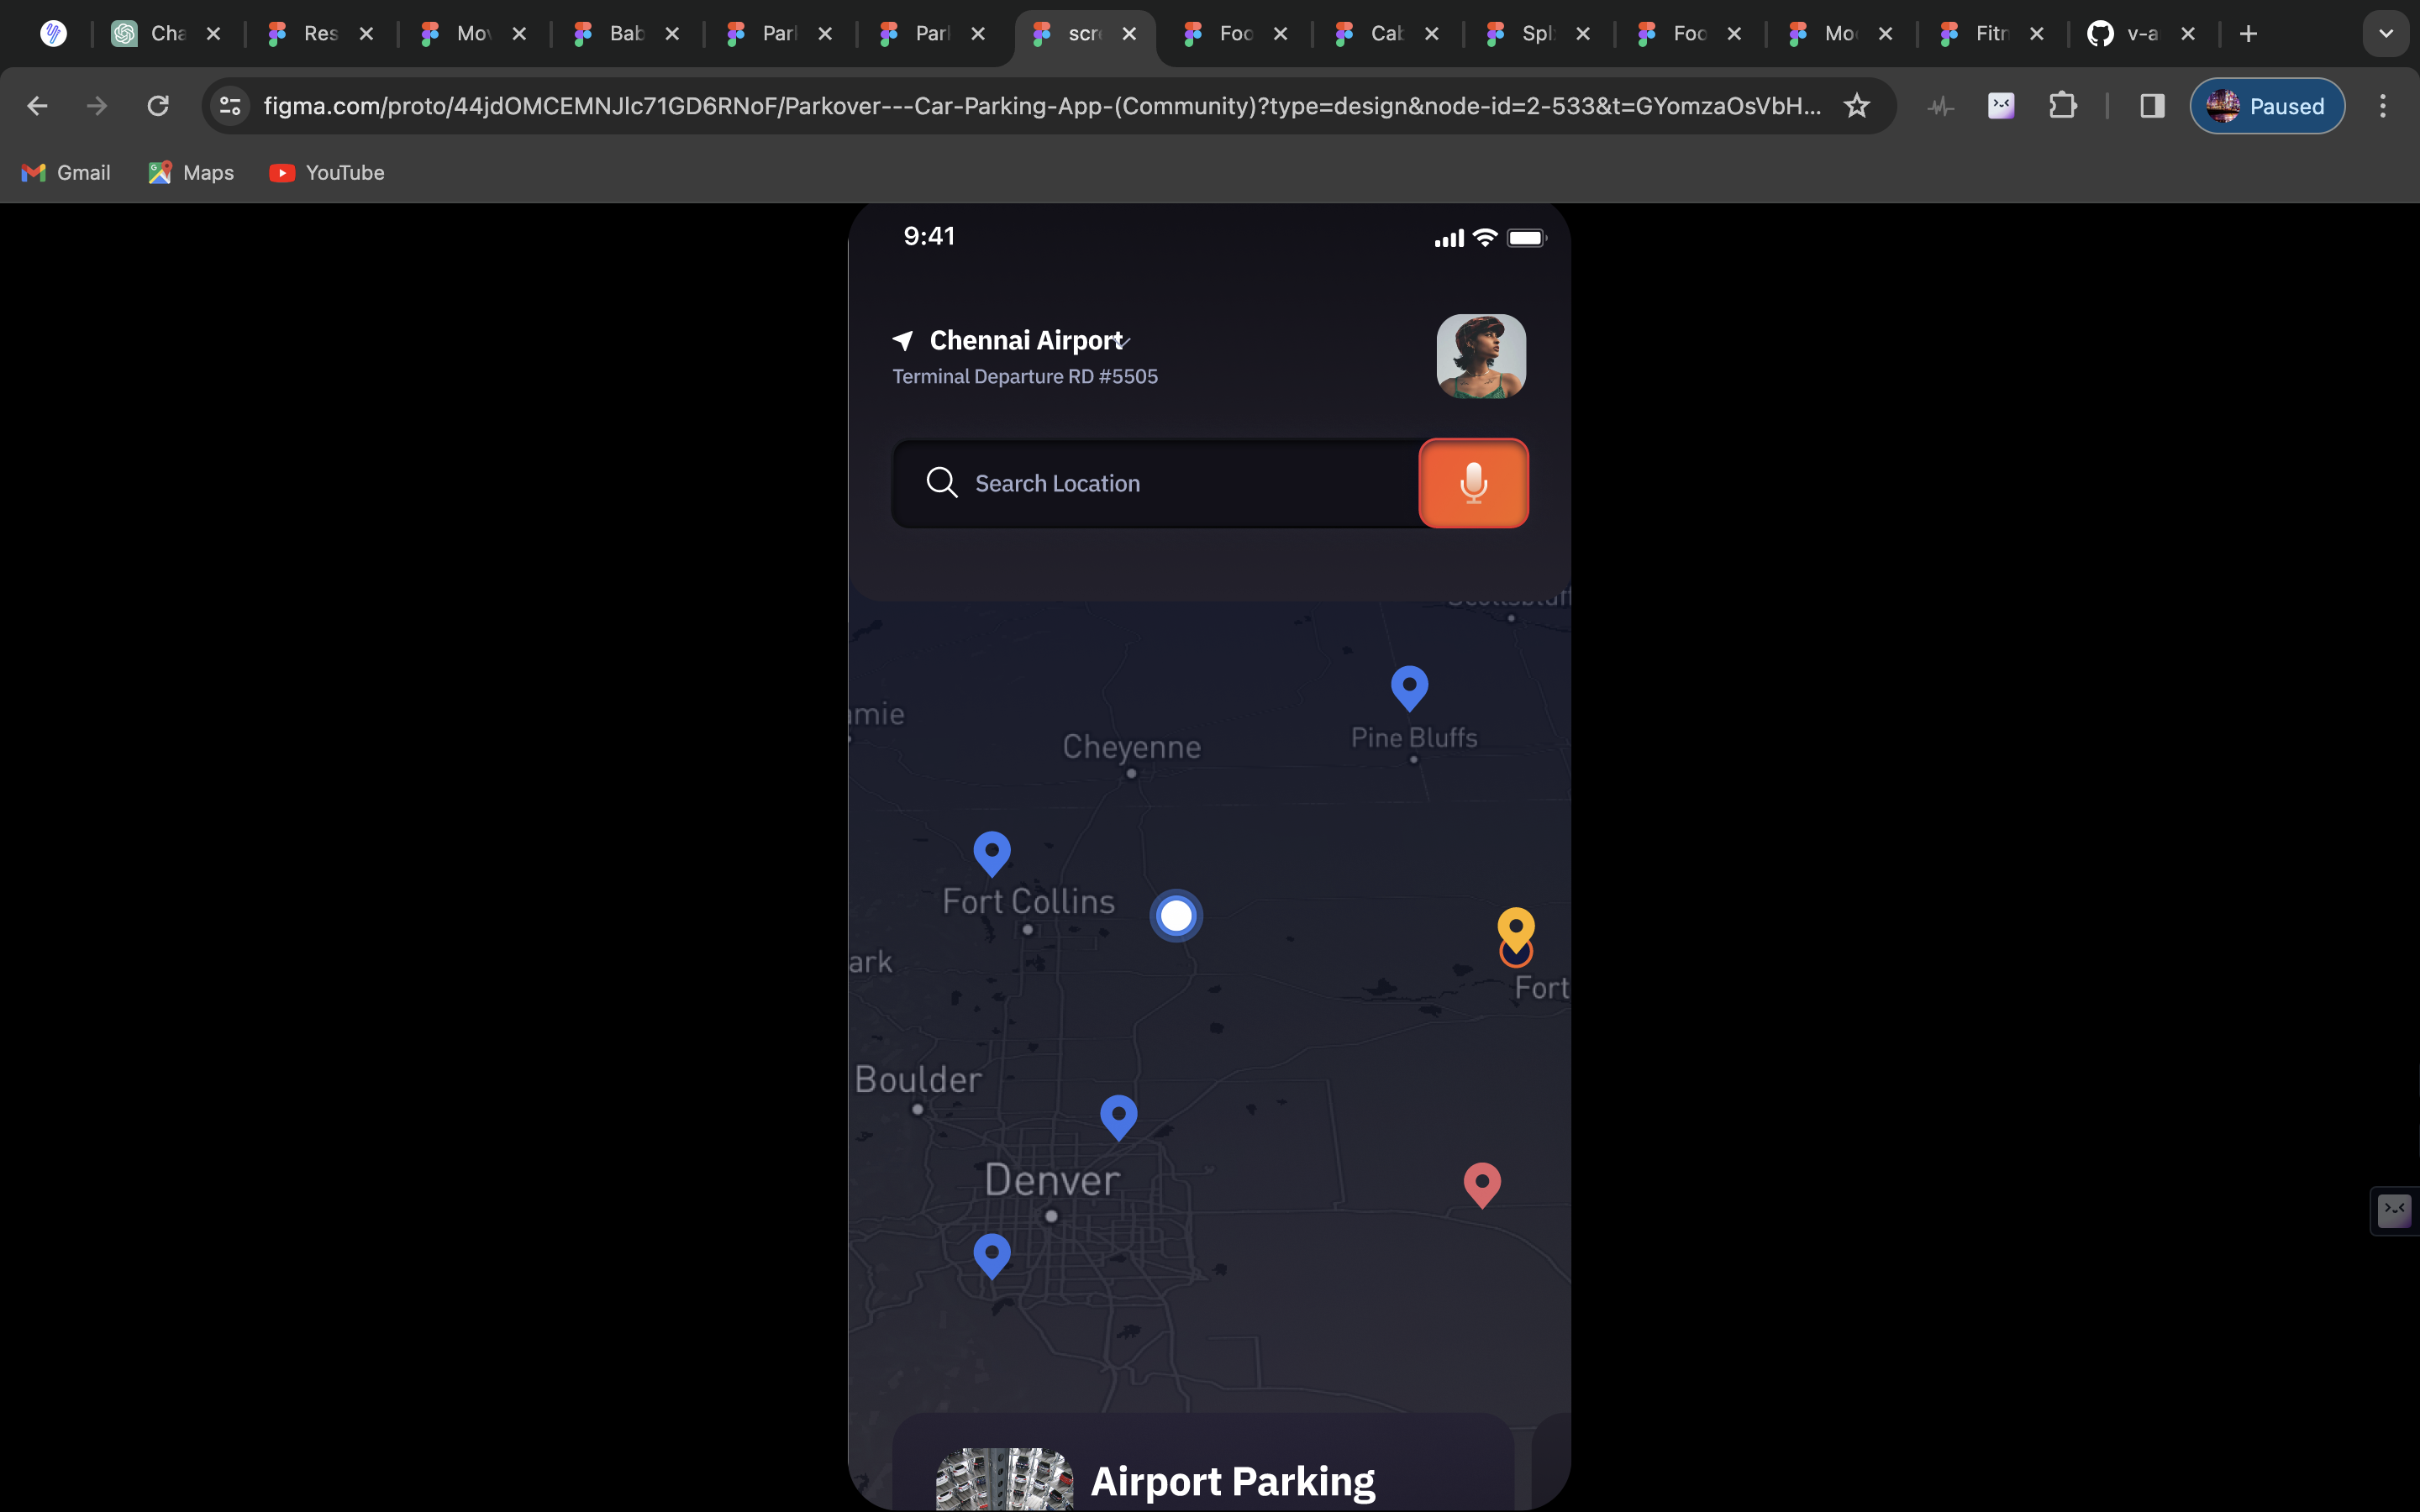 Cha
Res
Mov
Bab
Parl
Parl
scre
Foo
Cab
Spl
Foo
Mo
Fitn
v-a
figma.com/proto/44jdOMCEMNJlc71GD6RNoF/Parkover---Car-Parking-App-(Community)?type=design&node-id=2-533&t=GYomzaOsVbH...
Paused
Gmail
Maps
YouTube
9:41
Chennai Airport
Terminal Departure RD #5505
Search Location
amie
Pine Bluffs
Cheyenne
Fort Collins
ark
Fort
Boulder
Denver
Airport Parking